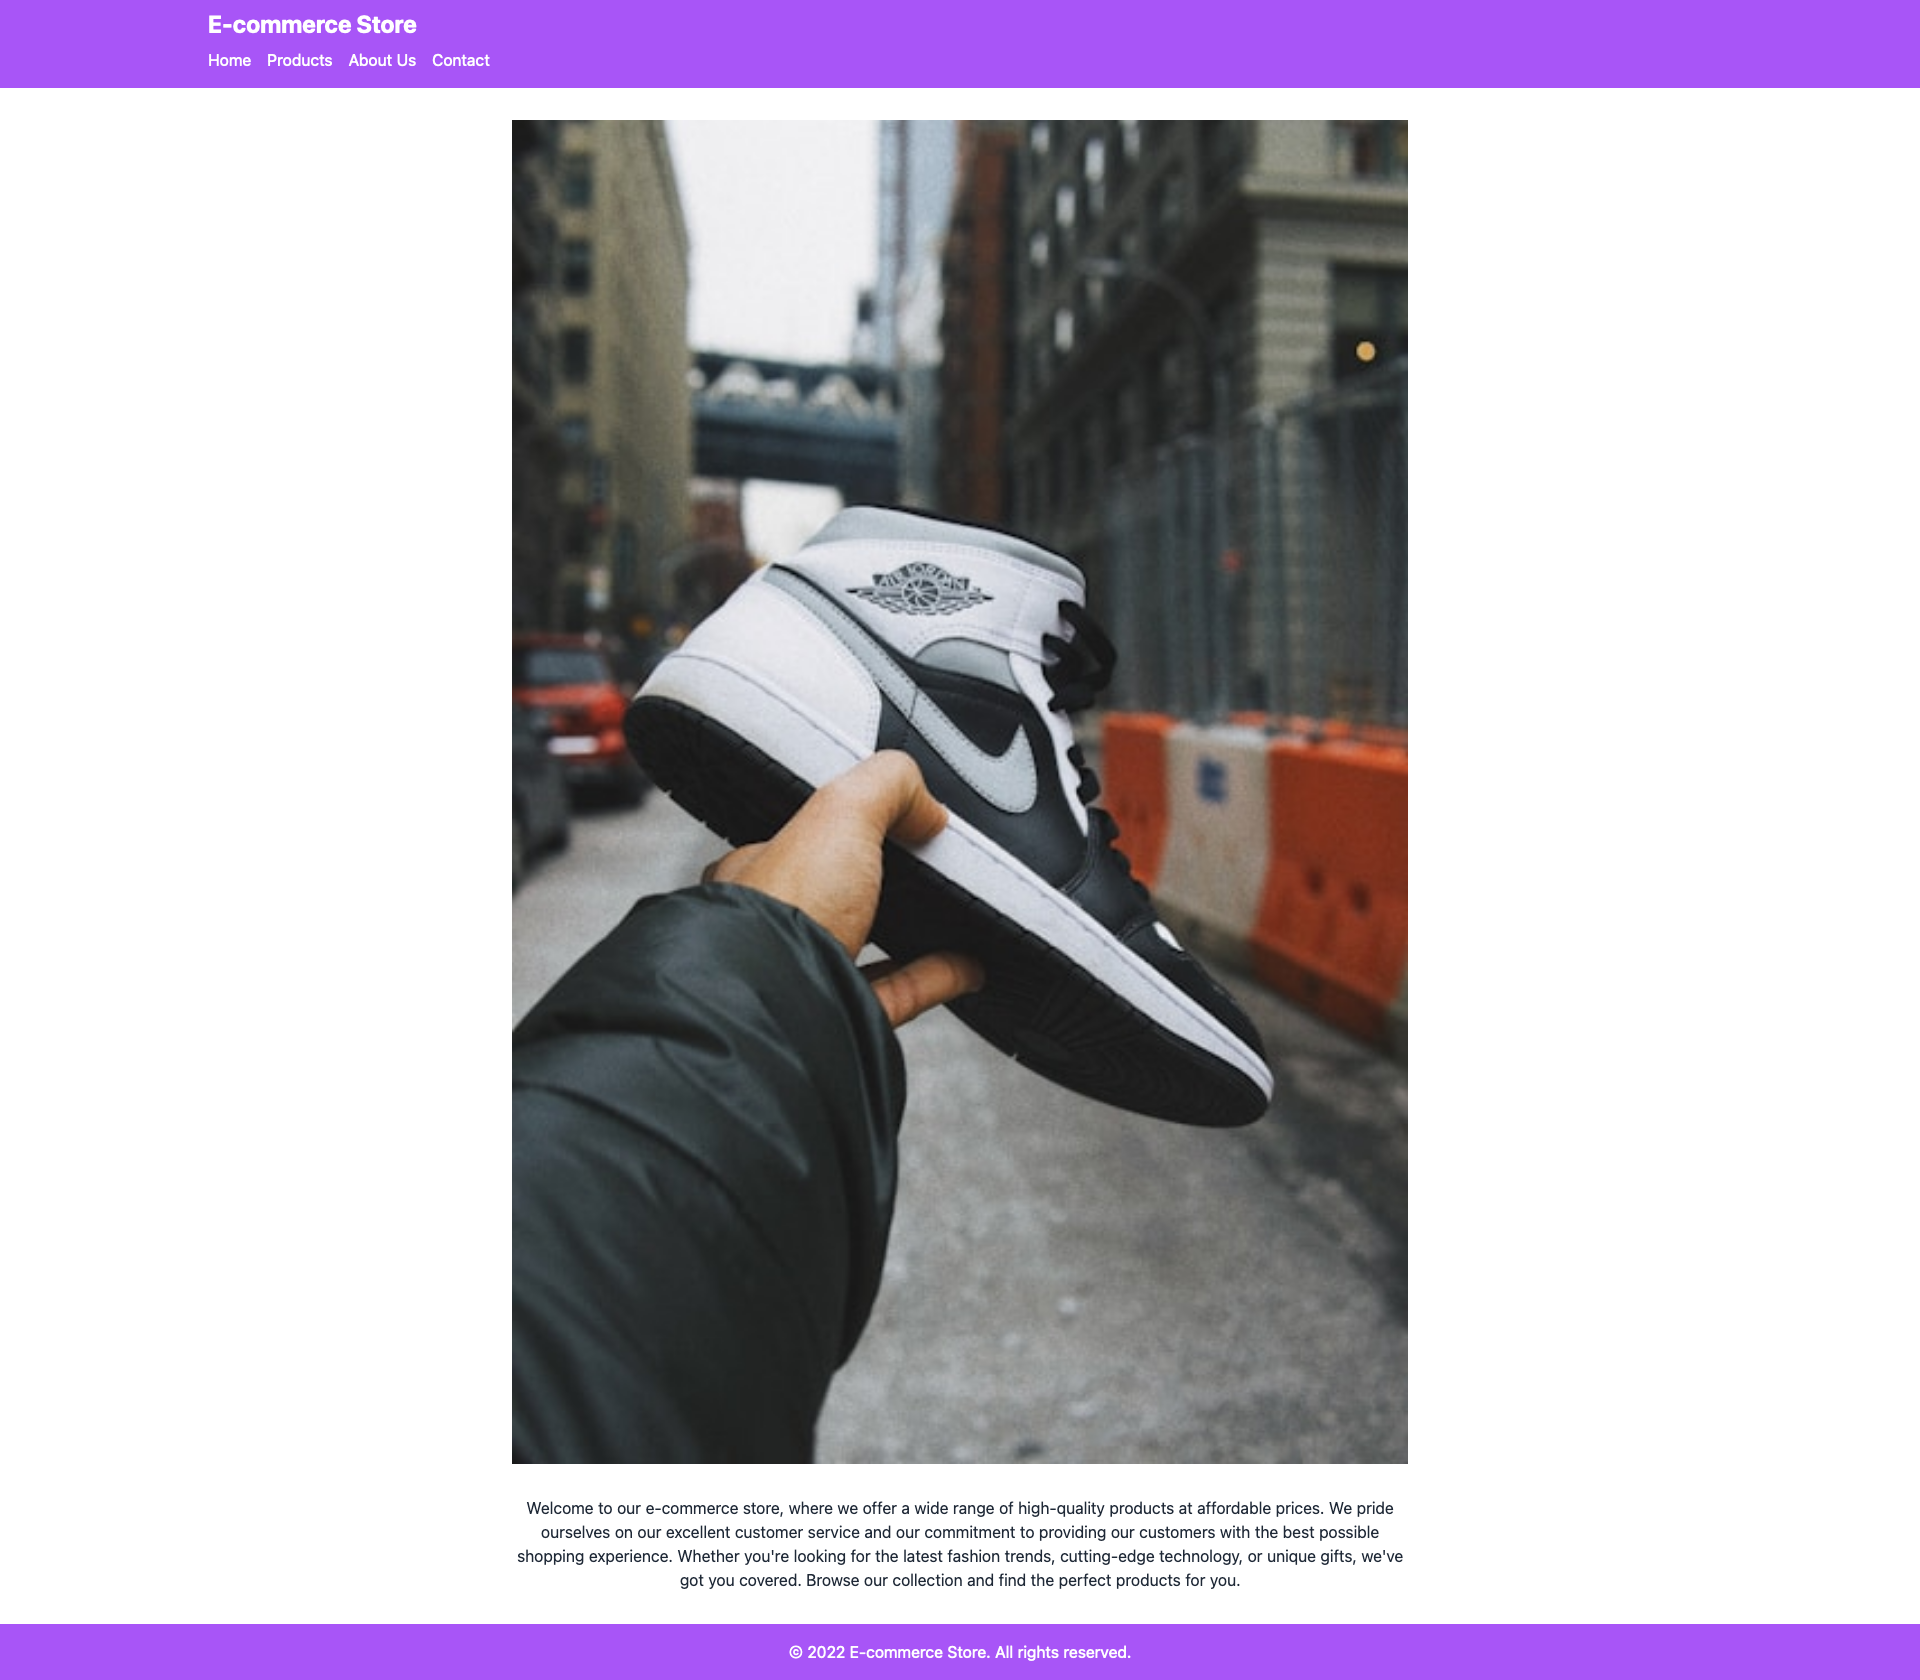 E-commerce Store
Home Products About Us Contact
AIR JORDAN
Welcome to our e-commerce store, where we offer a wide range of high-quality products at affordable prices. We pride
ourselves on our excellent customer service and our commitment to providing our customers with the best possible
shopping experience. Whether you're looking for the latest fashion trends, cutting-edge technology, or unique gifts, we've
got you covered. Browse our collection and find the perfect products for you.
© 2022 E-commerce Store. All rights reserved.